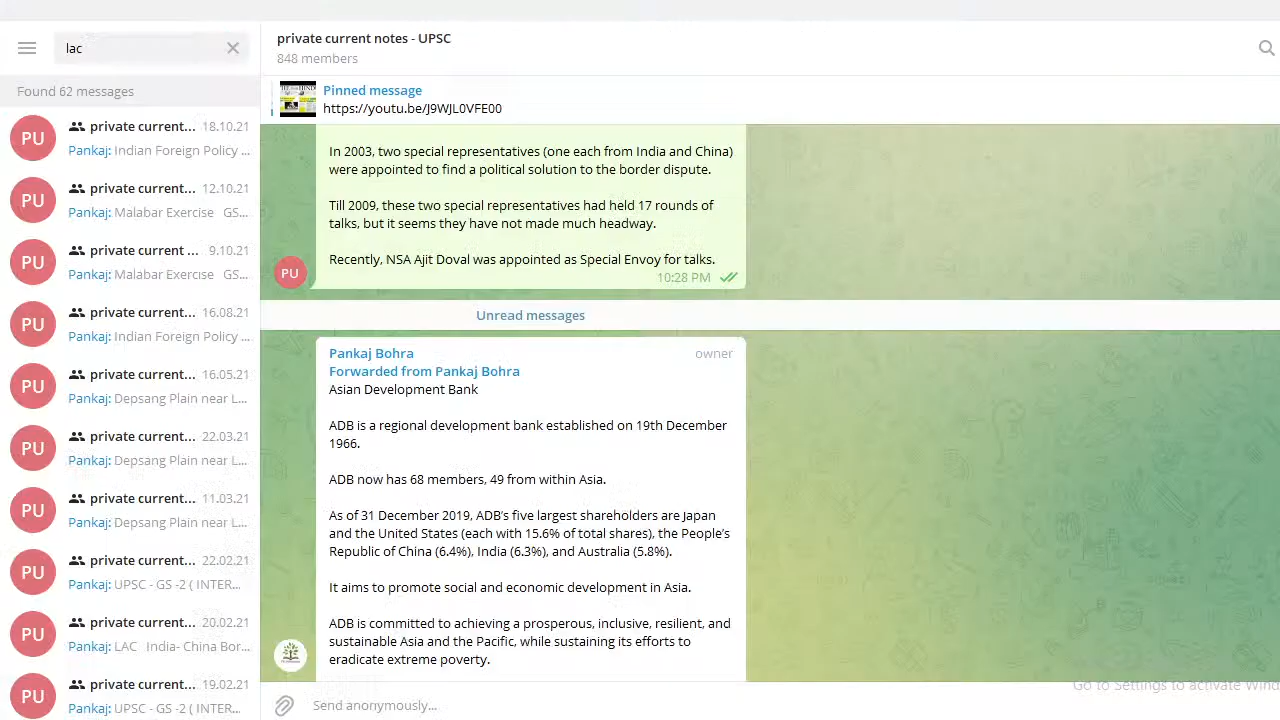 lac
Found 62 messages
PU
private current... 18.10.21
Pankaj: Indian Foreign Policy ...
PU
private current... 12.10.21
Pankaj: Malabar Exercise GS...
PU
private current ... 9.10.21
Pankaj: Malabar Exercise GS...
PU
private current... 16.08.21
Pankaj: Indian Foreign Policy ...
PU
private current... 16.05.21
Pankaj: Depsang Plain near L...
PU
private current... 22.03.21
Pankaj: Depsang Plain near L...
PU
private current... 11.03.21
Pankaj: Depsang Plain near L...
PU
private current... 22.02.21
Pankaj: UPSC - GS -2 ( INTER...
PU
private current... 20.02.21
Pankaj: LAC India- China Bor...
PU
private current... 19.02.21
Pankaj: UPSC - GS -2 ( INTER...
private current notes - UPSC
848 members
Pinned message
https://youtu.be/J9WJL0VFE00
In 2003, two special representatives (one each from India and China)
were appointed to find a political solution to the border dispute.
Till 2009, these two special representatives had held 17 rounds of
talks, but it seems they have not made much headway.
Recently, NSA Ajit Doval was appointed as Special Envoy for talks.
10:28 PM
PU
Unread messages
Pankaj Bohra owner
Forwarded from Pankaj Bohra
Asian Development Bank
ADB is a regional development bank established on 19th December
1966.
ADB now has 68 members, 49 from within Asia.
As of 31 December 2019, ADB's five largest shareholders are Japan
and the United States (each with 15.6% of total shares), the People's
Republic of China (6.4%), India (6.3%), and Australia (5.8%).
It aims to promote social and economic development in Asia.
ADB is committed to achieving a prosperous, inclusive, resilient, and
sustainable Asia and the Pacific, while sustaining its efforts to
eradicate extreme poverty.
Go to Settings to activate Wind
Send anonymously...